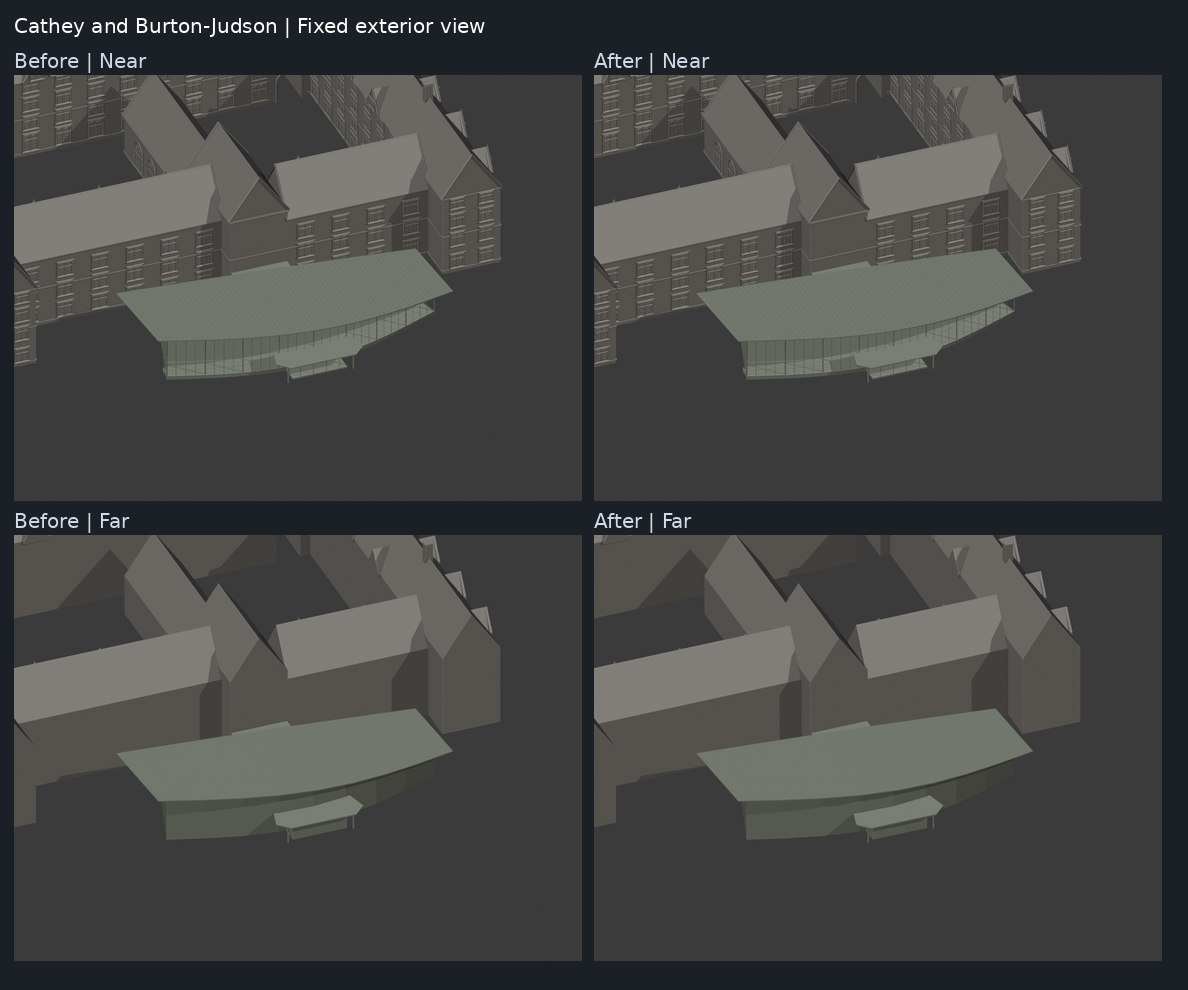 Cathey and Burton-Judson | Fixed exterior view
Before | Near
After | Near
Before | Far
After | Far